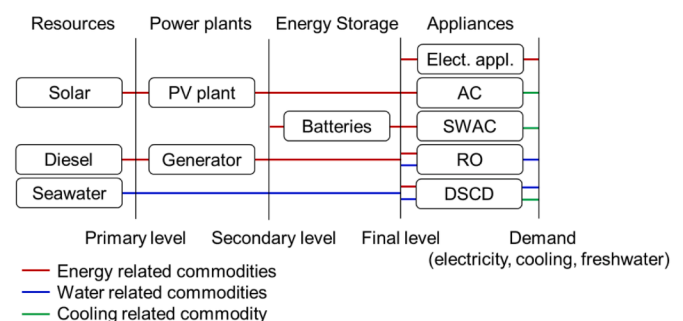 Resources Power plants Energy Storage Appliances
Elect. appl.
Solar PV plant AC
Batteries SWAC
Diesel Generator RO
Seawater DSCD
Primary level Secondary level Final level Demand
(electricity, cooling, freshwater)
Energy related commodities
Water related commodities
Cooling related commodity